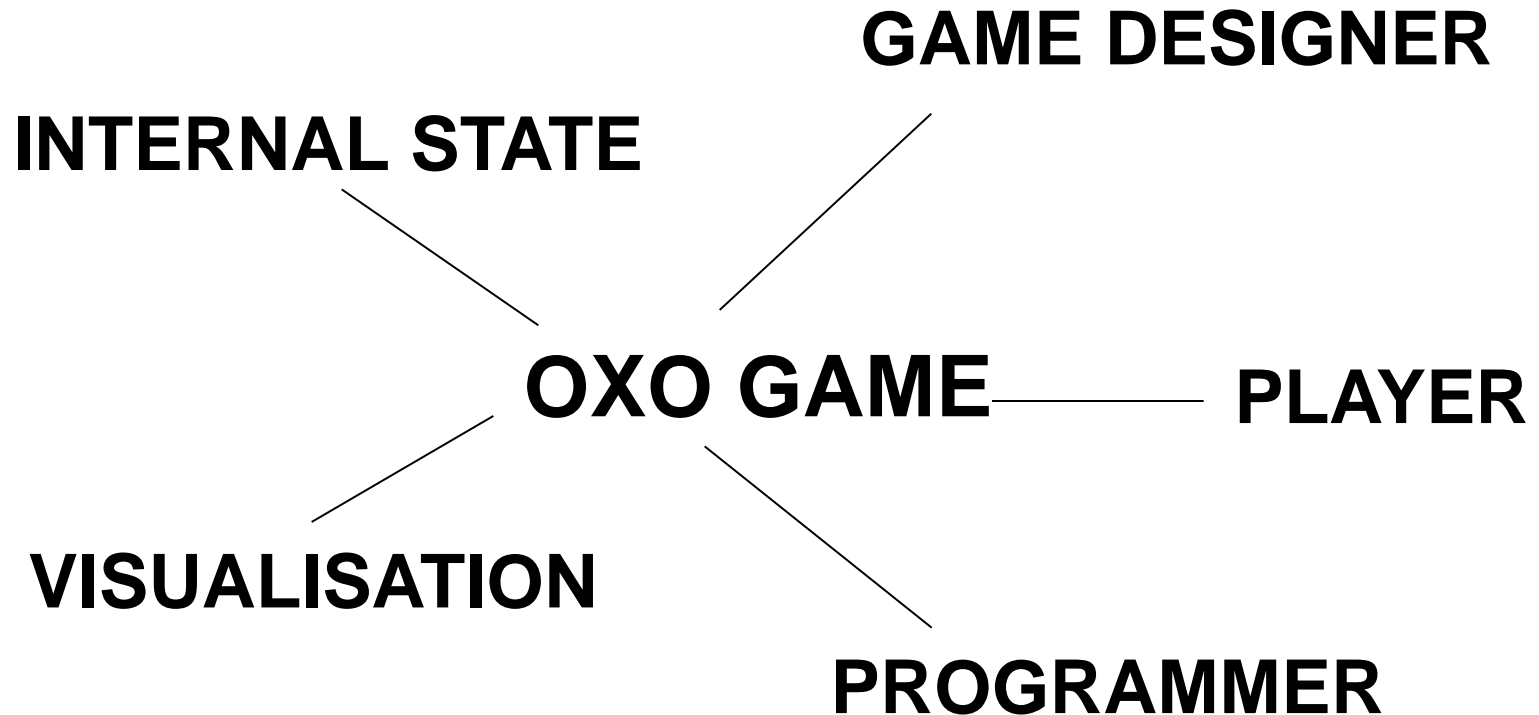 GAME DESIGNER
INTERNAL STATE
OXO GAME
PLAYER
VISUALISATION
PROGRAMMER